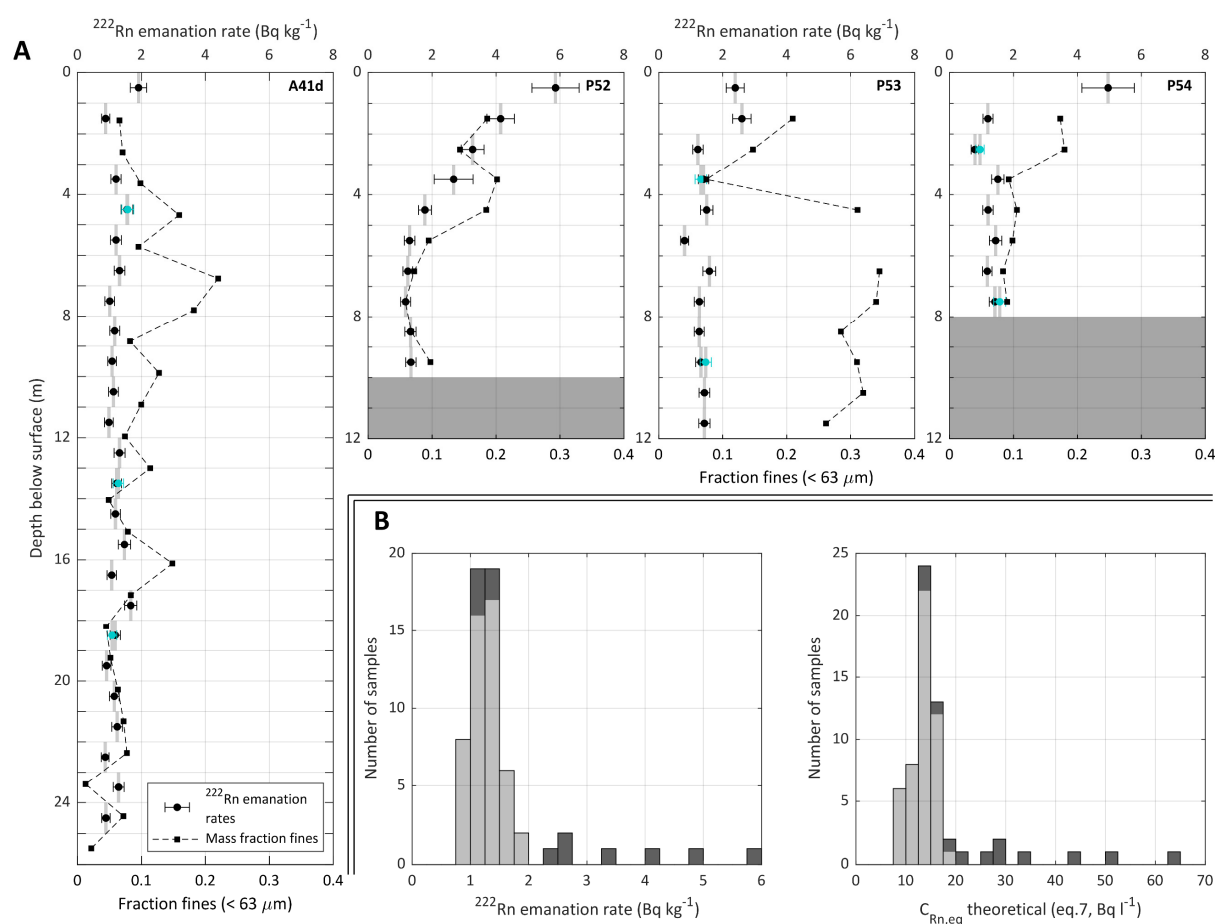 A
²²²Rn emanation rate (Bq kg⁻¹)
²²²Rn emanation rate (Bq kg⁻¹)
0 2 4 6 8
0 2 4 6 8
0 2 4 6 8
0 2 4 6 8
A41d
P52
P53
P54
0
4
8
12
16
20
24
0
4
8
12
0
4
8
12
0
4
8
12
Depth below surface (m)
0 0.1 0.2 0.3 0.4
0 0.1 0.2 0.3 0.4
0 0.1 0.2 0.3 0.4
Fraction fines (< 63 μm)
²²²Rn emanation
rates
Mass fraction fines
0 0.1 0.2 0.3 0.4
Fraction fines (< 63 μm)
B
20
15
10
5
0
Number of samples
0 1 2 3 4 5 6
²²²Rn emanation rate (Bq kg⁻¹)
25
20
15
10
5
0
Number of samples
0 10 20 30 40 50 60 70
C_Rn,eq theoretical (eq.7, Bq l⁻¹)